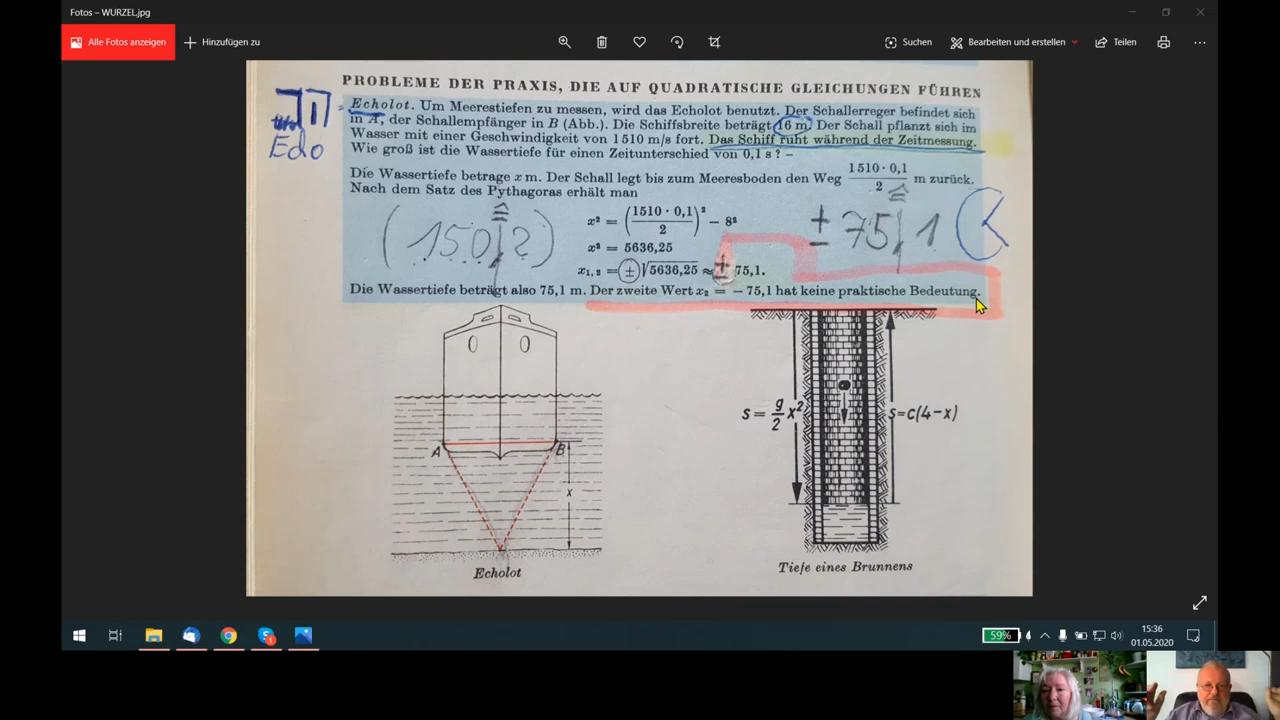 Fotos – WURZEL.jpg
Alle Fotos anzeigen
Hinzufügen zu
Suchen
Bearbeiten und erstellen
Teilen
PROBLEME DER PRAXIS, DIE AUF QUADRATISCHE GLEICHUNGEN FÜHREN
Echolot. Um Meerestiefen zu messen, wird das Echolot benutzt. Der Schallerreger befindet sich
in A, der Schallempfänger in B (Abb.). Die Schiffsbreite beträgt 16 m. Der Schall pflanzt sich im
Wasser mit einer Geschwindigkeit von 1510 m/s fort. Das Schiff ruht während der Zeitmessung.
Wie groß ist die Wassertiefe für einen Zeitunterschied von 0,1 s? –
Die Wassertiefe betrage x m. Der Schall legt bis zum Meeresboden den Weg (1510 · 0,1)/2 m zurück.
Nach dem Satz des Pythagoras erhält man
x² = ((1510 · 0,1)/2)² – 8²
(150,2)
± 75,1
x² = 5636,25
x₁,₂ = ± √5636,25 ≈ ± 75,1.
Die Wassertiefe beträgt also 75,1 m. Der zweite Wert x₂ = – 75,1 hat keine praktische Bedeutung.
A
B
x
Echolot
s = g/2 x²
s=c(4–x)
Tiefe eines Brunnens
59%
15:36
01.05.2020